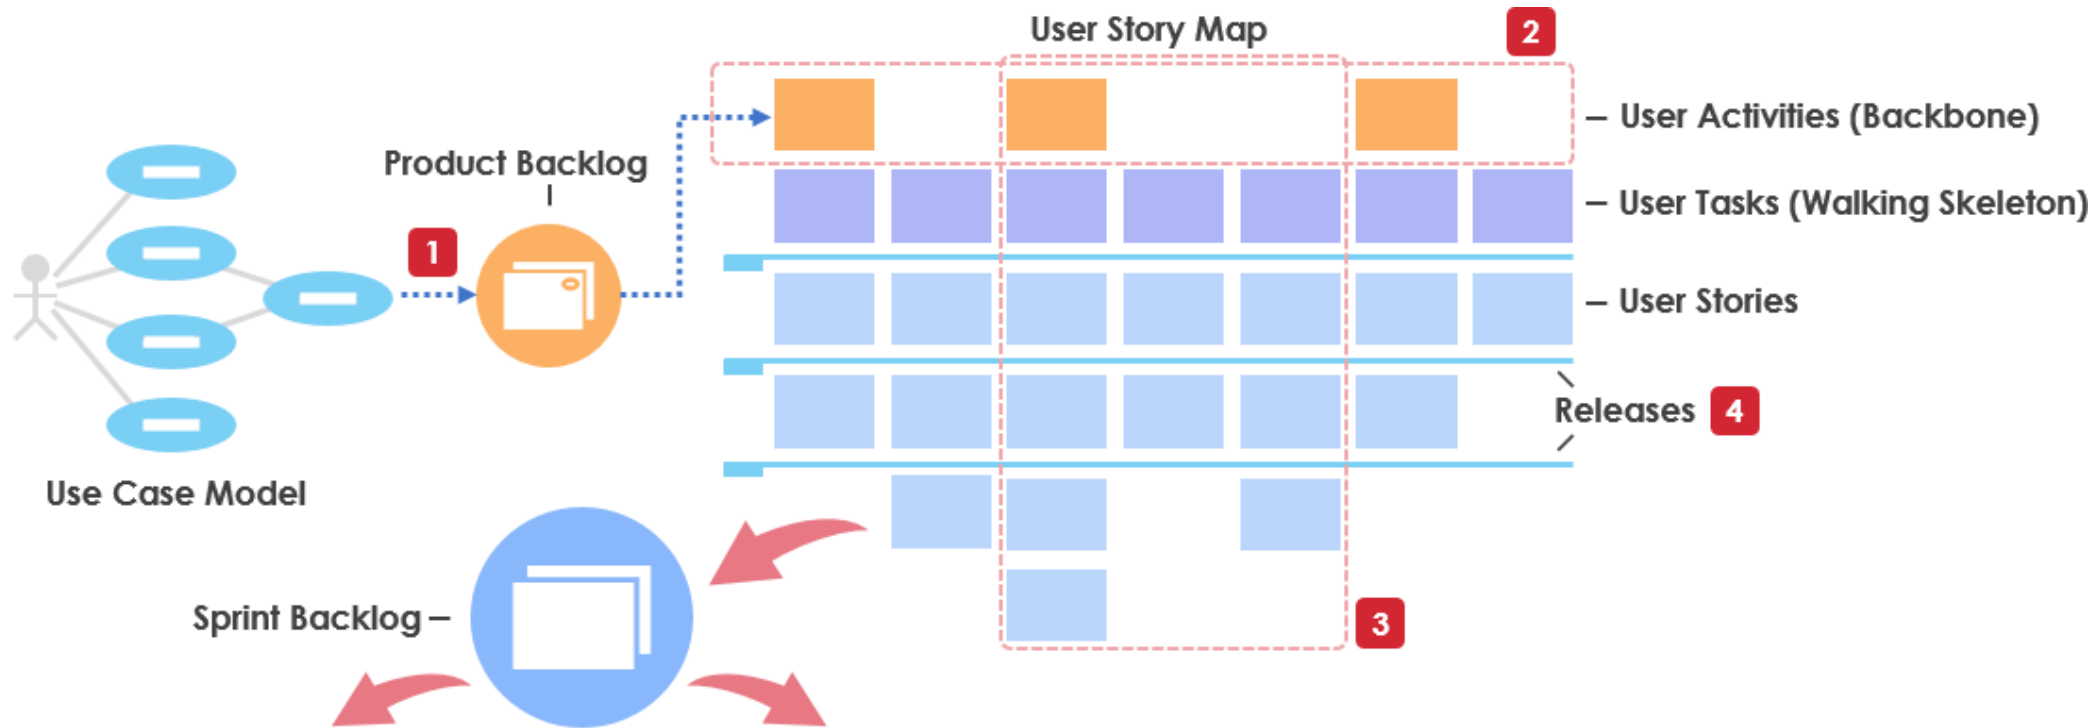 User Story Map
2
User Activities (Backbone)
Product Backlog
User Tasks (Walking Skeleton)
1
User Stories
Releases
4
Use Case Model
Sprint Backlog
3